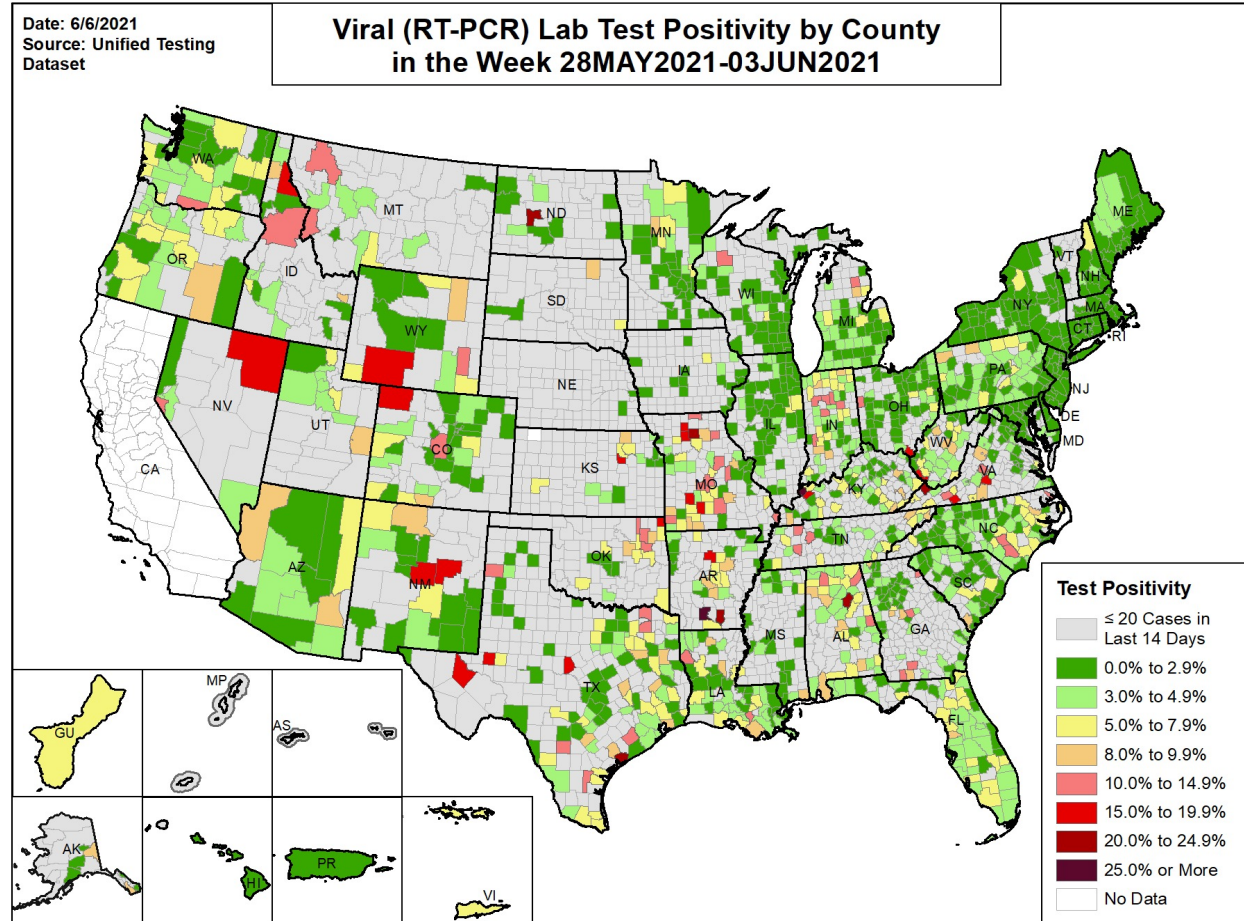 Date: 6/6/2021
Source: Unified Testing
Dataset
Viral (RT-PCR) Lab Test Positivity by County
in the Week 28MAY2021-03JUN2021
WA
MT
ND
MN
ME
OR
ID
SD
WI
MI
VT
NH
NY
MA
CT
RI
WY
IA
NE
PA
NJ
NV
UT
CO
IL
IN
OH
DE
MD
CA
KS
MO
WV
VA
KY
AZ
NM
OK
TN
NC
AR
SC
MS
AL
GA
TX
LA
FL
GU
MP
AS
AK
HI
PR
VI
Test Positivity
≤ 20 Cases in
Last 14 Days
0.0% to 2.9%
3.0% to 4.9%
5.0% to 7.9%
8.0% to 9.9%
10.0% to 14.9%
15.0% to 19.9%
20.0% to 24.9%
25.0% or More
No Data